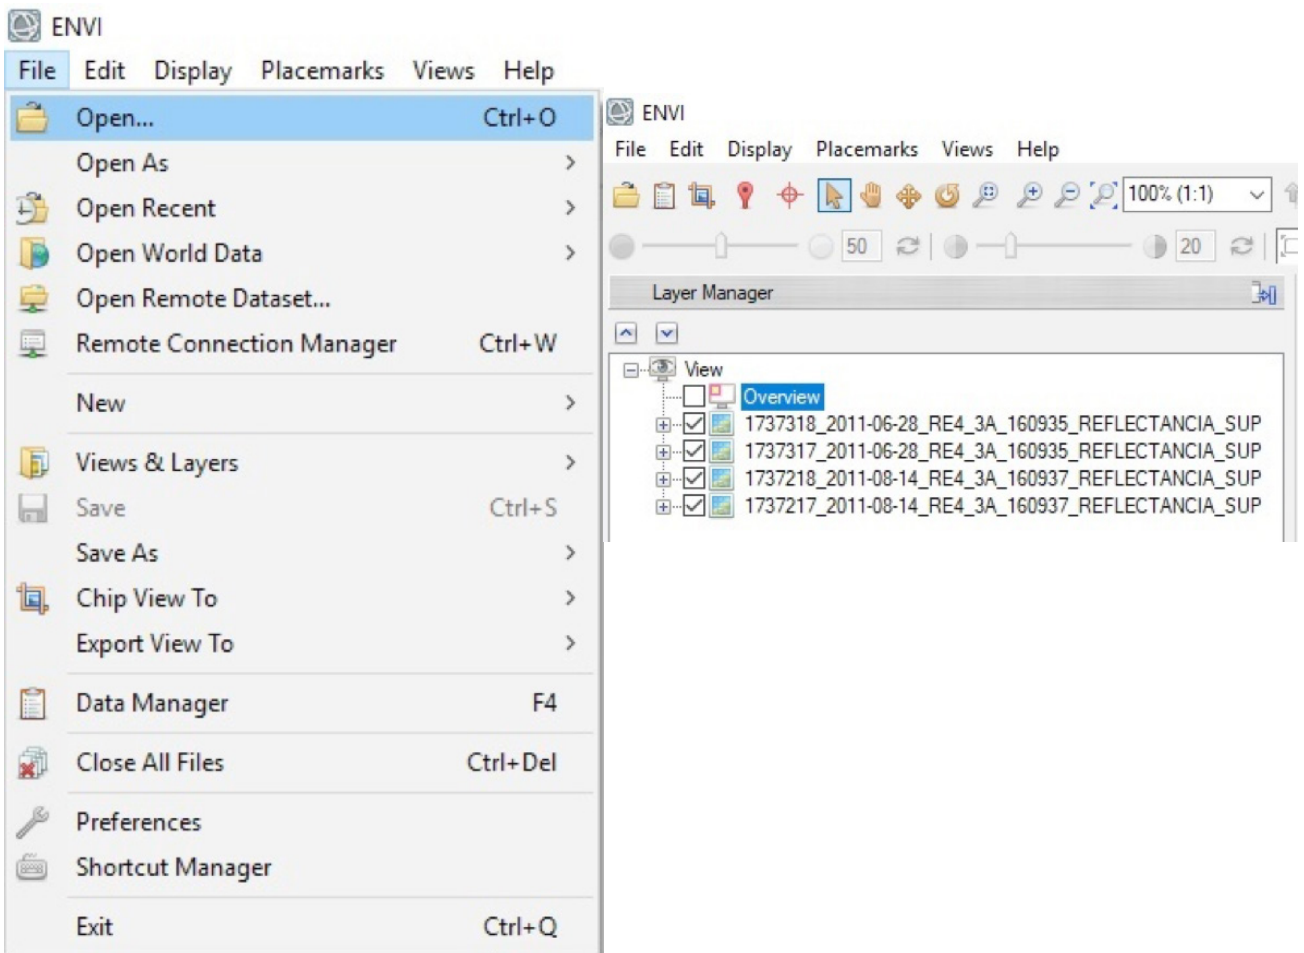 ENVI
File Edit Display Placemarks Views Help
Open... Ctrl+O
Open As
Open Recent
Open World Data
Open Remote Dataset...
Remote Connection Manager Ctrl+W
New
Views & Layers
Save Ctrl+S
Save As
Chip View To
Export View To
Data Manager F4
Close All Files Ctrl+Del
Preferences
Shortcut Manager
Exit Ctrl+Q
ENVI
File Edit Display Placemarks Views Help
100% (1:1)
50 20
Layer Manager
View
Overview
1737318_2011-06-28_RE4_3A_160935_REFLECTANCIA_SUP
1737317_2011-06-28_RE4_3A_160935_REFLECTANCIA_SUP
1737218_2011-08-14_RE4_3A_160937_REFLECTANCIA_SUP
1737217_2011-08-14_RE4_3A_160937_REFLECTANCIA_SUP